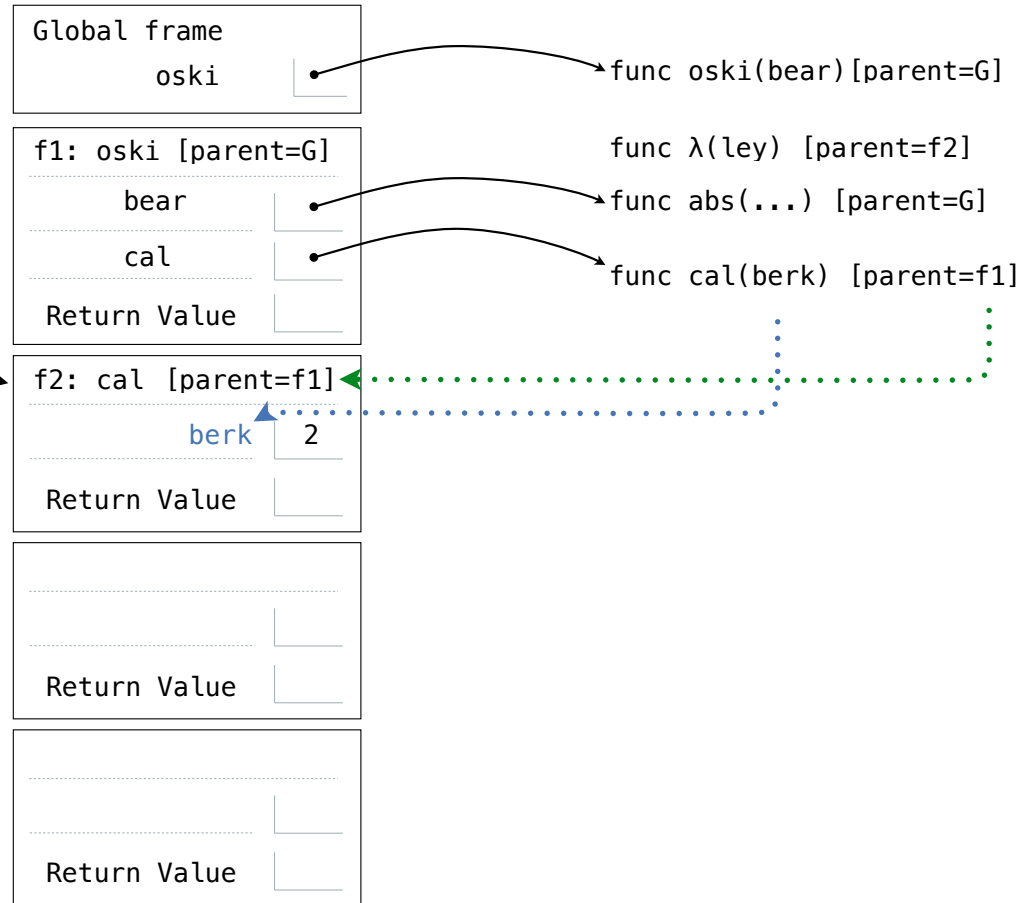 Global frame
oski
func oski(bear)[parent=G]
f1: oski [parent=G]
func λ(ley) [parent=f2]
bear
func abs(...) [parent=G]
cal
func cal(berk) [parent=f1]
Return Value
f2: cal [parent=f1]
berk 2
Return Value
Return Value
Return Value